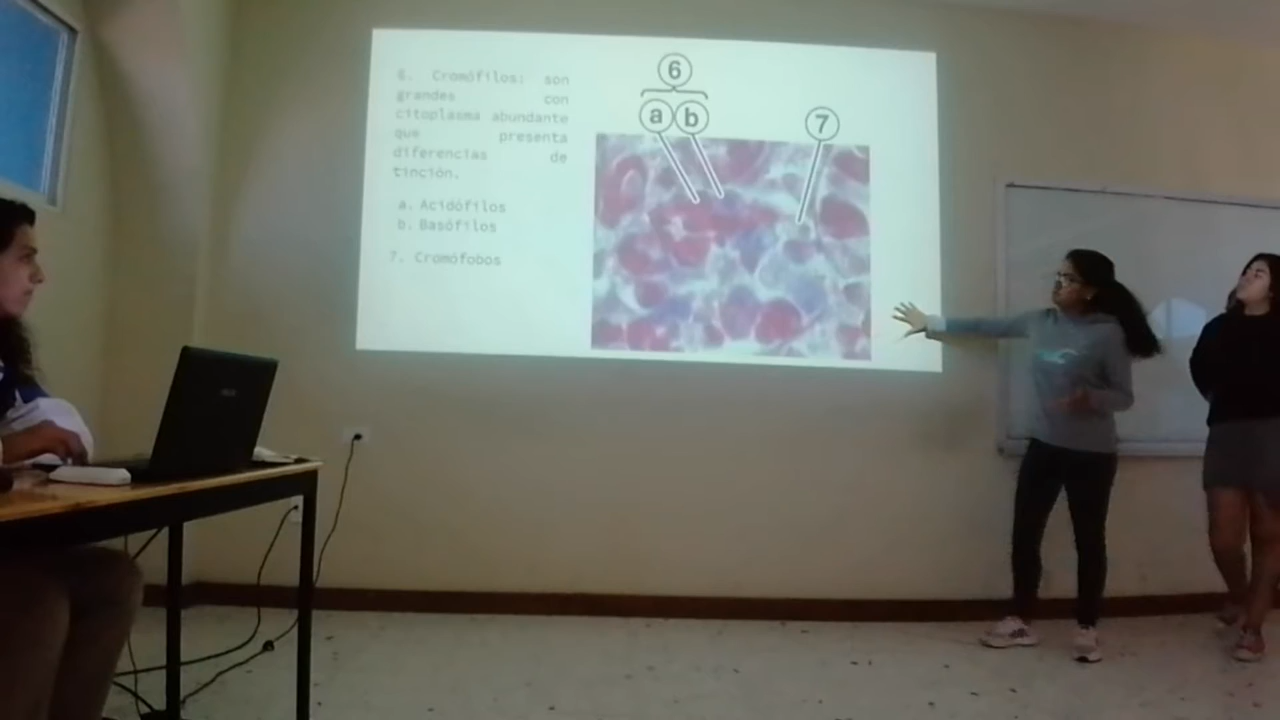 6. Cromófilos: son
grandes con
citoplasma abundante
que presenta
diferencias de
tinción.
a. Acidófilos
b. Basófilos
7. Cromófobos
6
a b
7